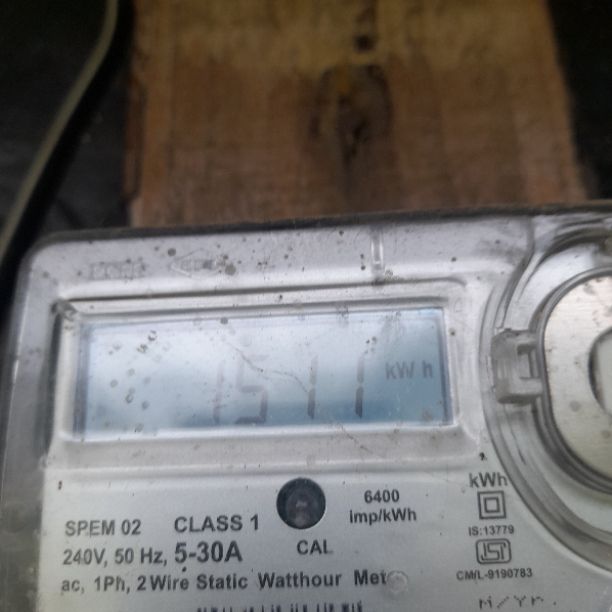 1511
kWh
kWh
SPEM 02 CLASS 1
6400
imp/kWh
IS:13779
240V, 50 Hz, 5-30A
CAL
CM/L-9190783
ac, 1Ph, 2 Wire Static Watthour